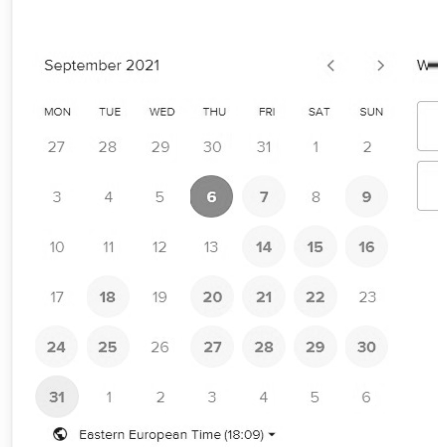 September 2021
MON TUE WED THU FRI SAT SUN
27 28 29 30 31 1 2
3 4 5 6 7 8 9
10 11 12 13 14 15 16
17 18 19 20 21 22 23
24 25 26 27 28 29 30
31 1 2 3 4 5 6
Eastern European Time (18:09)